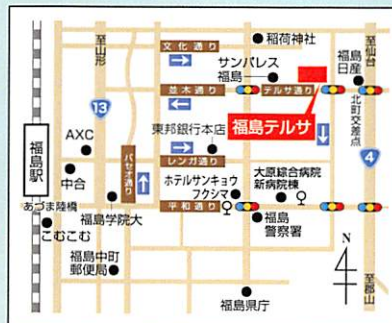 至山形
文化通り
稲荷神社
至仙台
サンパレス
福島
福島
日産
13
並木通り
テルサ通り
北町交差点
福島テルサ
AXC
東邦銀行本店
4
福島駅
中合
パセオ通り
レンガ通り
大原綜合病院
新病院棟
ホテルサンキョウ
フクシマ
あづま陸橋
こむこむ
福島学院大
平和通り
福島
警察署
N
福島中町
郵便局
福島県庁
至郡山